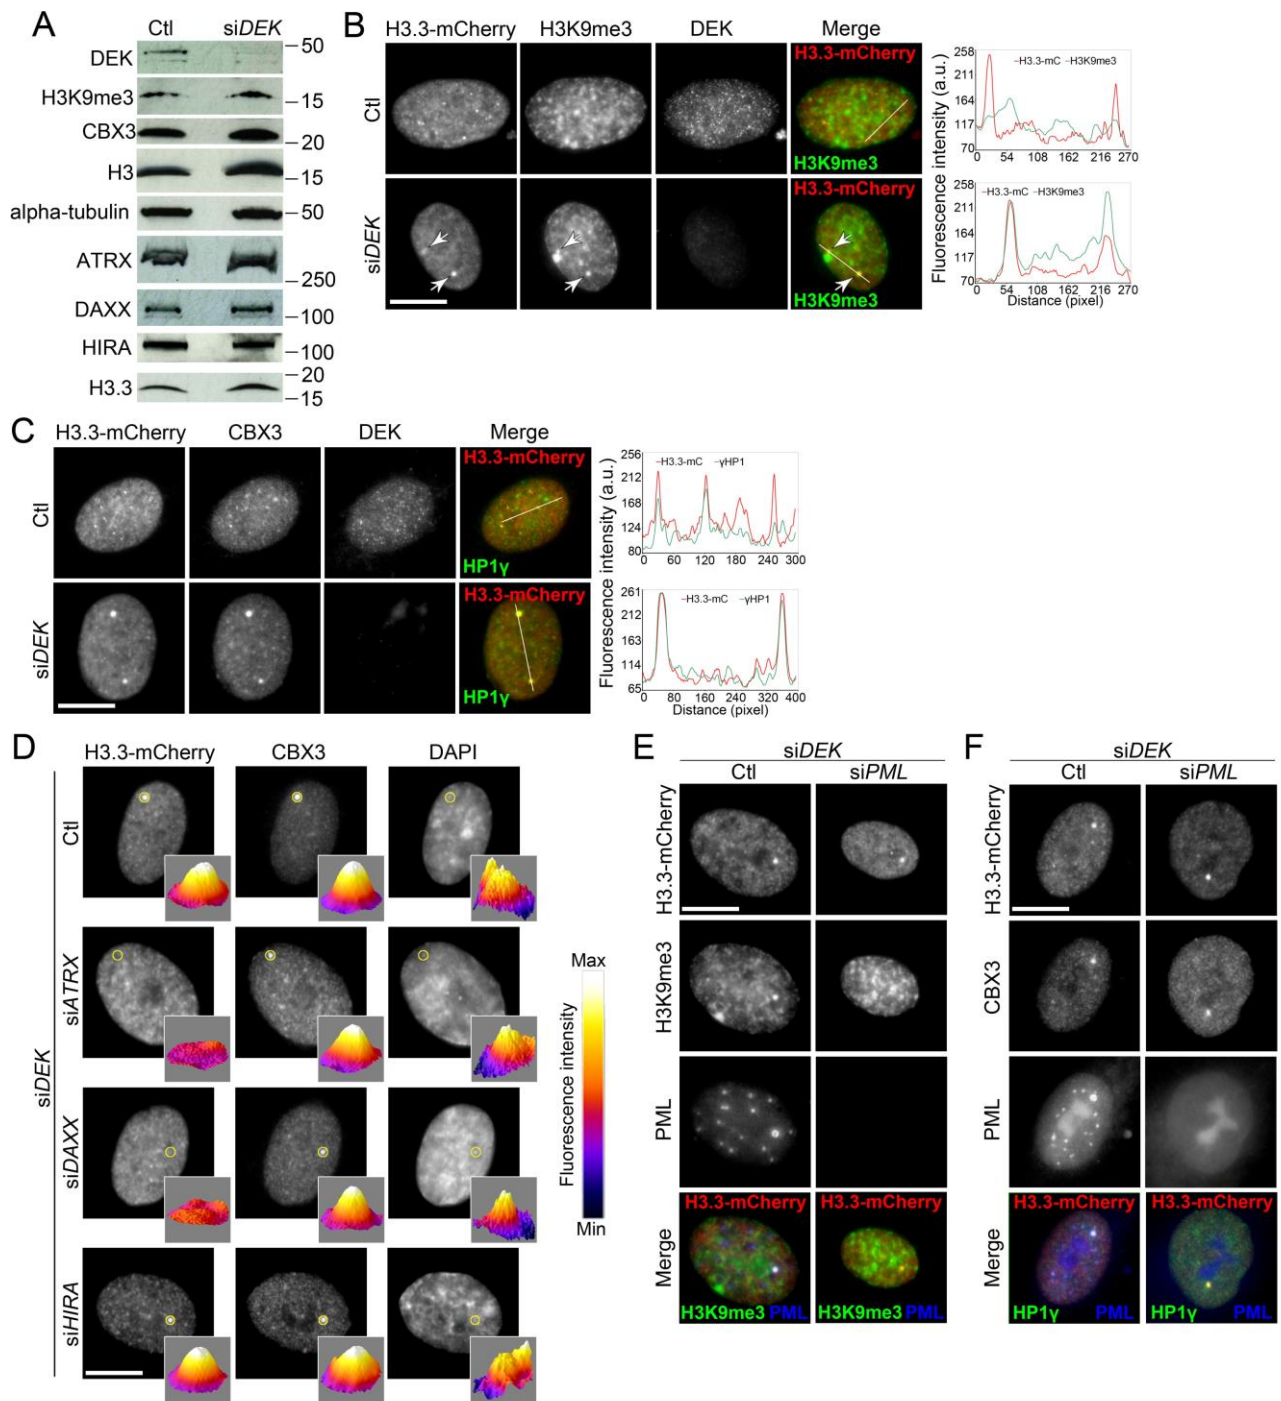 A
Ctl siDEK
DEK
50
H3K9me3
15
CBX3
20
H3
15
alpha-tubulin
50
ATRX
250
DAXX
100
HIRA
100
H3.3
20
15
B
H3.3-mCherry H3K9me3 DEK Merge
Ctl
H3.3-mCherry
H3K9me3
siDEK
H3.3-mCherry
H3K9me3
Fluorescence intensity (a.u.)
258
211
164
117
70
H3.3-mC H3K9me3
0 54 108 162 216 270
258
211
164
117
70
H3.3-mC H3K9me3
0 54 108 162 216 270
Distance (pixel)
C
H3.3-mCherry CBX3 DEK Merge
Ctl
H3.3-mCherry
HP1γ
siDEK
H3.3-mCherry
HP1γ
Fluorescence intensity (a.u.)
256
212
168
124
80
H3.3-mC γHP1
0 60 120 180 240 300
261
212
163
114
65
H3.3-mC γHP1
0 80 160 240 320 400
Distance (pixel)
D
H3.3-mCherry CBX3 DAPI
siDEK
Ctl
siATRX
siDAXX
siHIRA
Max
Fluorescence intensity
Min
E
siDEK
Ctl siPML
H3.3-mCherry
H3K9me3
PML
Merge
H3.3-mCherry H3.3-mCherry
H3K9me3 PML H3K9me3 PML
F
siDEK
Ctl siPML
H3.3-mCherry
CBX3
PML
Merge
H3.3-mCherry H3.3-mCherry
HP1γ PML HP1γ PML